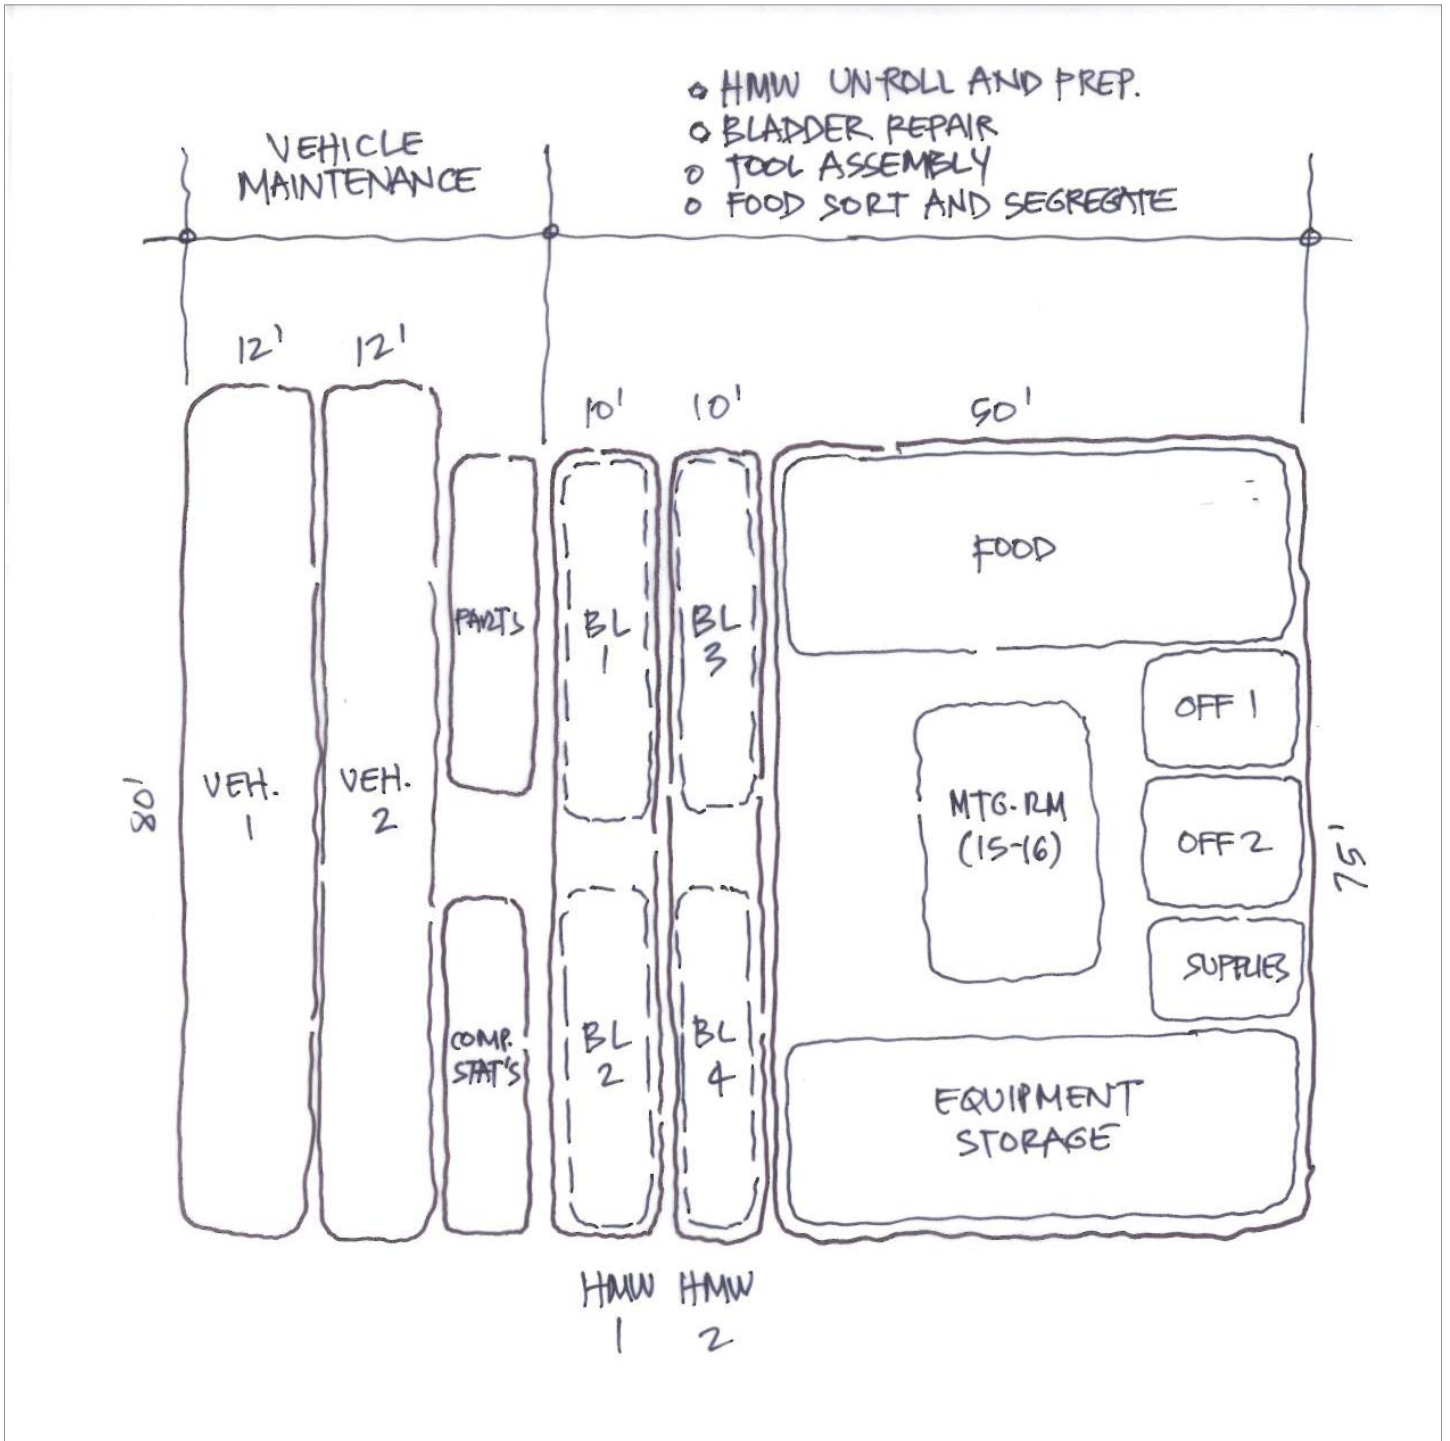 • HMW UNROLL AND PREP.
o BLADDER REPAIR
o TOOL ASSEMBLY
o FOOD SORT AND SEGREGATE
VEHICLE
MAINTENANCE
12' 12'
10' 10' 50'
FOOD
PARTS
BL
1
BL
3
OFF 1
VEH.
1
VEH.
2
80'
MTG. RM
(15-16)
OFF 2
75'
SUPPLIES
COMP.
STAT'S
BL
2
BL
4
EQUIPMENT
STORAGE
HMW
1
HMW
2